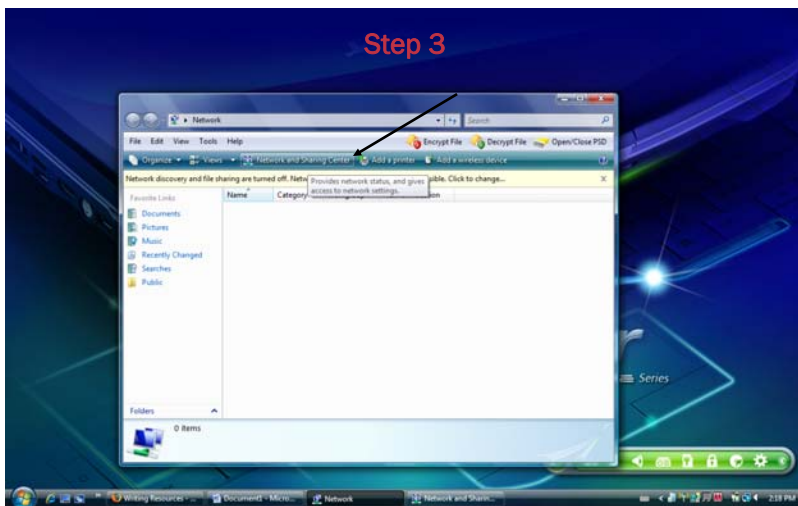 Step 3
Network
Search
File Edit View Tools Help
Encrypt File Decrypt File Open/Close PSD
Organize Views Network and Sharing Center Add a printer Add a wireless device
Network discovery and file sharing are turned off. Click to change...
Provides network status, and gives
access to network settings.
Favorite Links
Name Category
Documents
Pictures
Music
Recently Changed
Searches
Public
Folders
0 items
Series
Writing Resources - ... Document1 - Micro... Network Network and Sharin...
2:18 PM